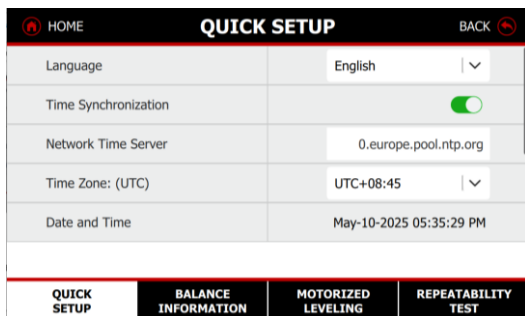 HOME QUICK SETUP BACK
Language English
Time Synchronization
Network Time Server 0.europe.pool.ntp.org
Time Zone: (UTC) UTC+08:45
Date and Time May-10-2025 05:35:29 PM
QUICK SETUP
BALANCE INFORMATION
MOTORIZED LEVELING
REPEATABILITY TEST